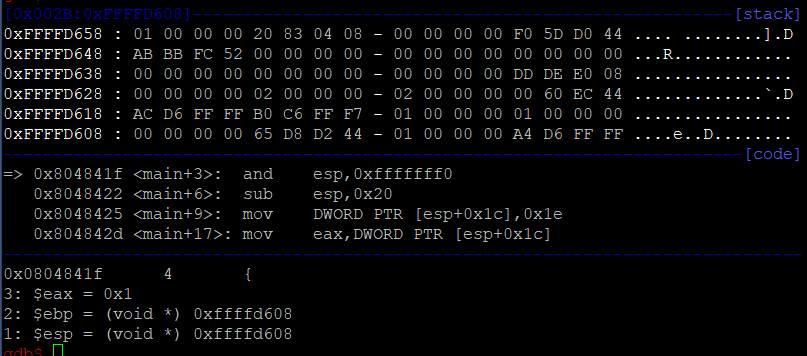 [0x002B:0xFFFFD608]------------------------------------------------------[stack]
0xFFFFD658 : 01 00 00 00 20 83 04 08 - 00 00 00 00 F0 5D D0 44 .... ........].D
0xFFFFD648 : AB BB FC 52 00 00 00 00 - 00 00 00 00 00 00 00 00 ...R............
0xFFFFD638 : 00 00 00 00 00 00 00 00 - 00 00 00 00 DD DE E0 08 ................
0xFFFFD628 : 00 00 00 00 02 00 00 00 - 02 00 00 00 00 60 EC 44 .............`.D
0xFFFFD618 : AC D6 FF FF B0 C6 FF F7 - 01 00 00 00 01 00 00 00 ................
0xFFFFD608 : 00 00 00 00 65 D8 D2 44 - 01 00 00 00 A4 D6 FF FF ....e..D........
--------------------------------------------------------------------------[code]
=> 0x804841f <main+3>: and    esp,0xfffffff0
   0x8048422 <main+6>: sub    esp,0x20
   0x8048425 <main+9>: mov    DWORD PTR [esp+0x1c],0x1e
   0x804842d <main+17>: mov    eax,DWORD PTR [esp+0x1c]
--------------------------------------------------------------------------------
0x0804841f      4       {
3: $eax = 0x1
2: $ebp = (void *) 0xffffd608
1: $esp = (void *) 0xffffd608
gdb$